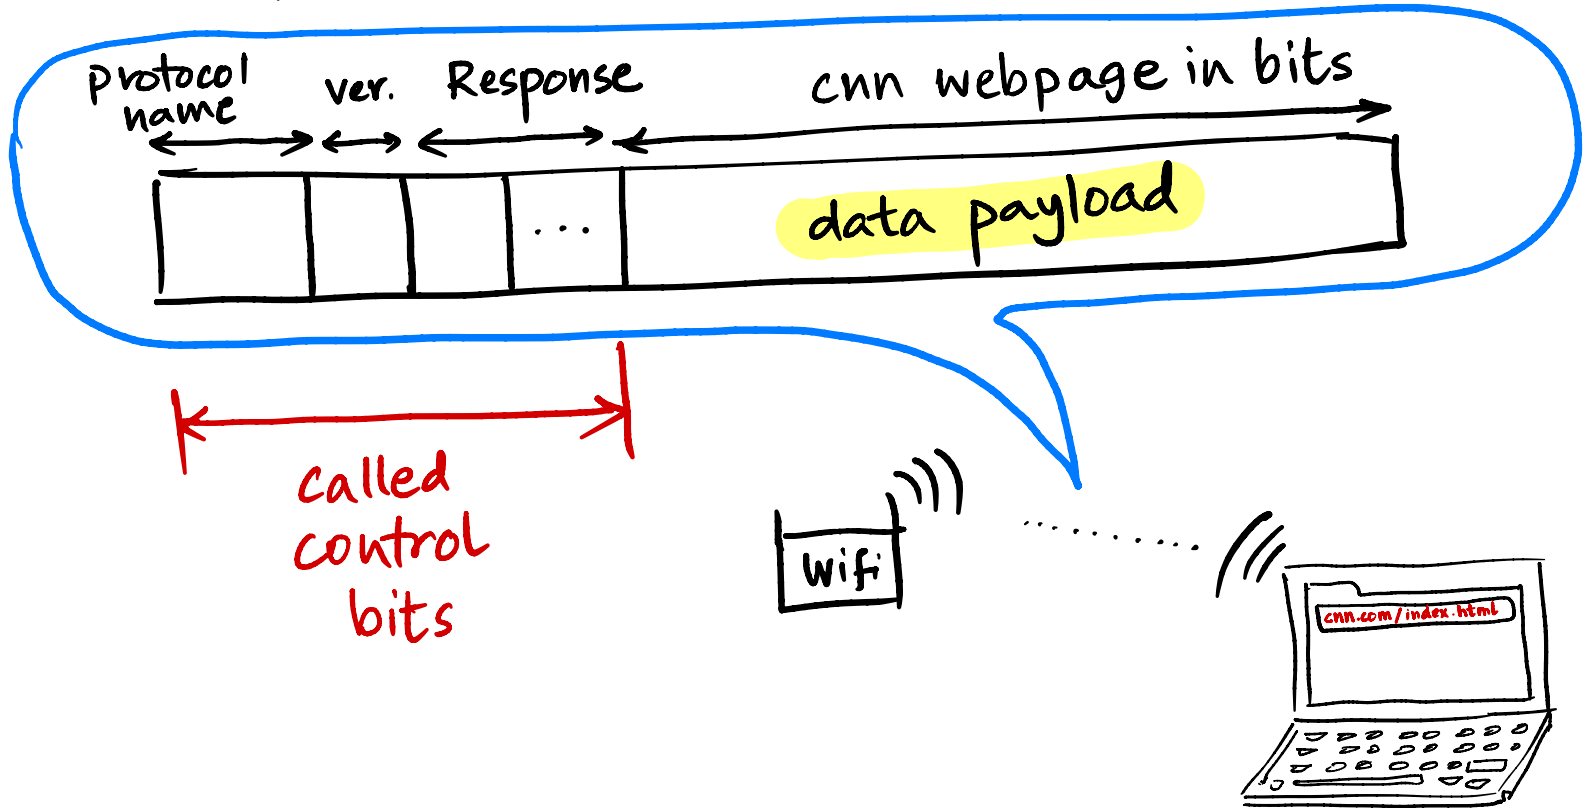 protocol name
ver.
Response
cnn webpage in bits
...
data payload
called
control
bits
wifi
cnn.com/index.html